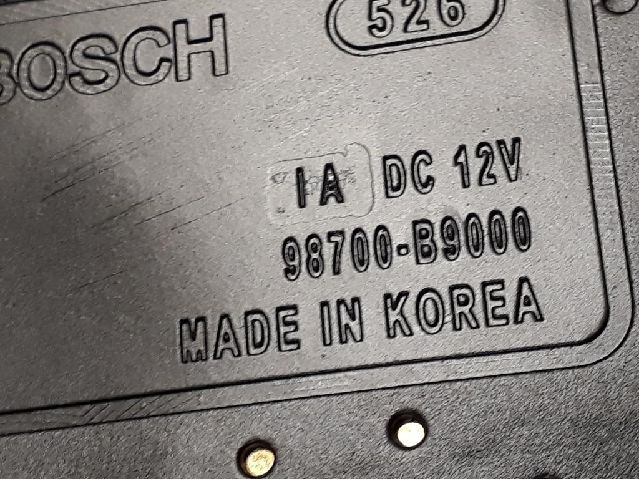 BOSCH
526
IA DC 12V
98700-B9000
MADE IN KOREA